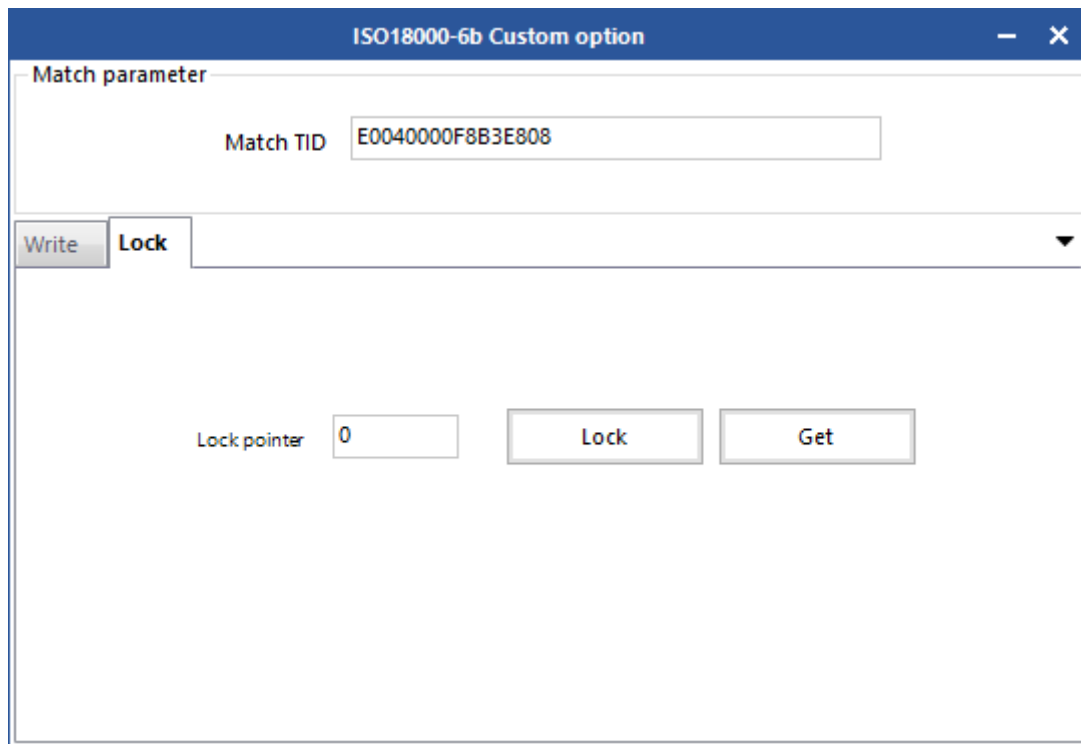 ISO18000-6b Custom option
Match parameter
Match TID E0040000F8B3E808
Write Lock
Lock pointer 0 Lock Get